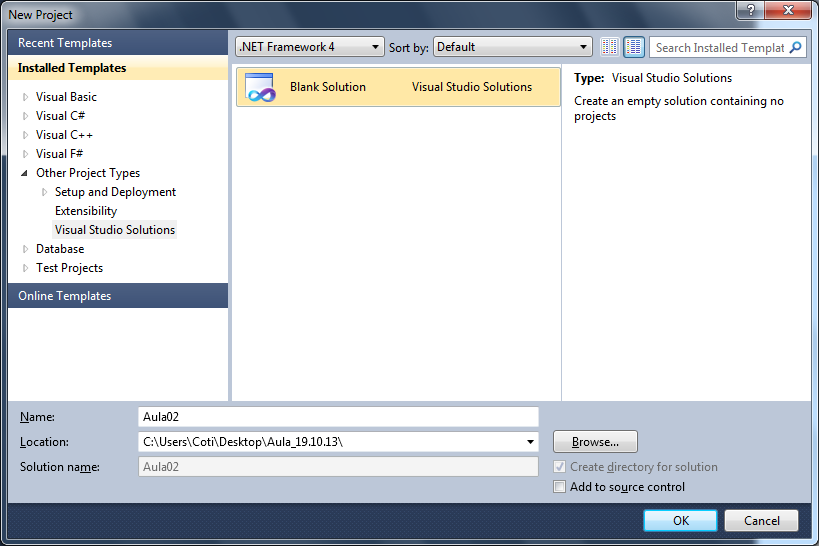 New Project
Recent Templates
Installed Templates
Visual Basic
Visual C#
Visual C++
Visual F#
Other Project Types
Setup and Deployment
Extensibility
Visual Studio Solutions
Database
Test Projects
Online Templates
.NET Framework 4
Sort by:
Default
Search Installed Templat
Blank Solution
Visual Studio Solutions
Type: Visual Studio Solutions
Create an empty solution containing no
projects
Name:
Aula02
Location:
C:\Users\Coti\Desktop\Aula_19.10.13\
Browse...
Solution name:
Aula02
Create directory for solution
Add to source control
OK
Cancel